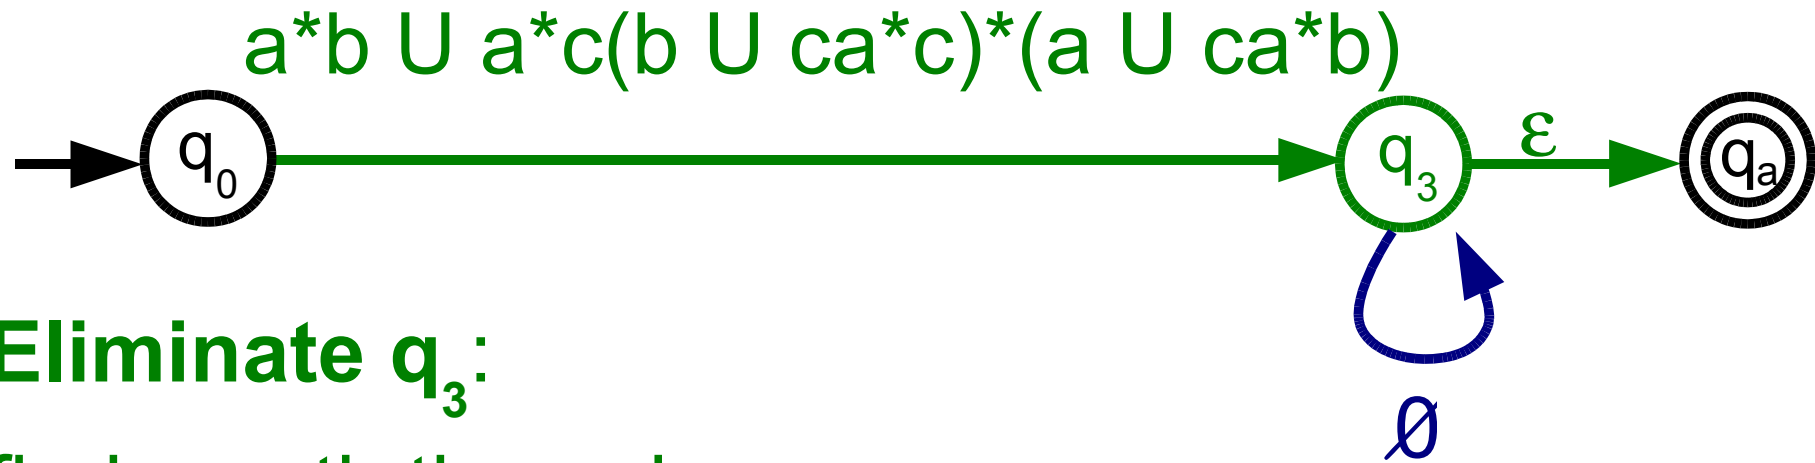 a*b U a*c(b U ca*c)*(a U ca*b)
q0 q3 ε qa
Eliminate q3:
Ø